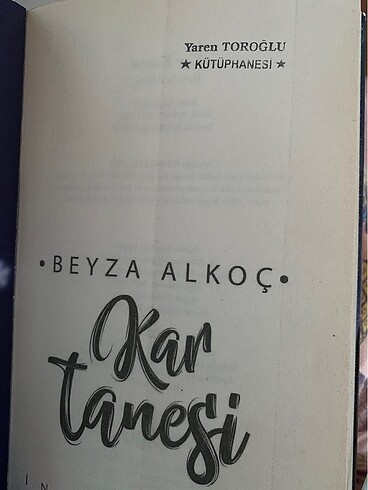 Yaren TOROĞLU
★ KÜTÜPHANESİ ★
• BEYZA ALKOÇ •
Kar
tanesi